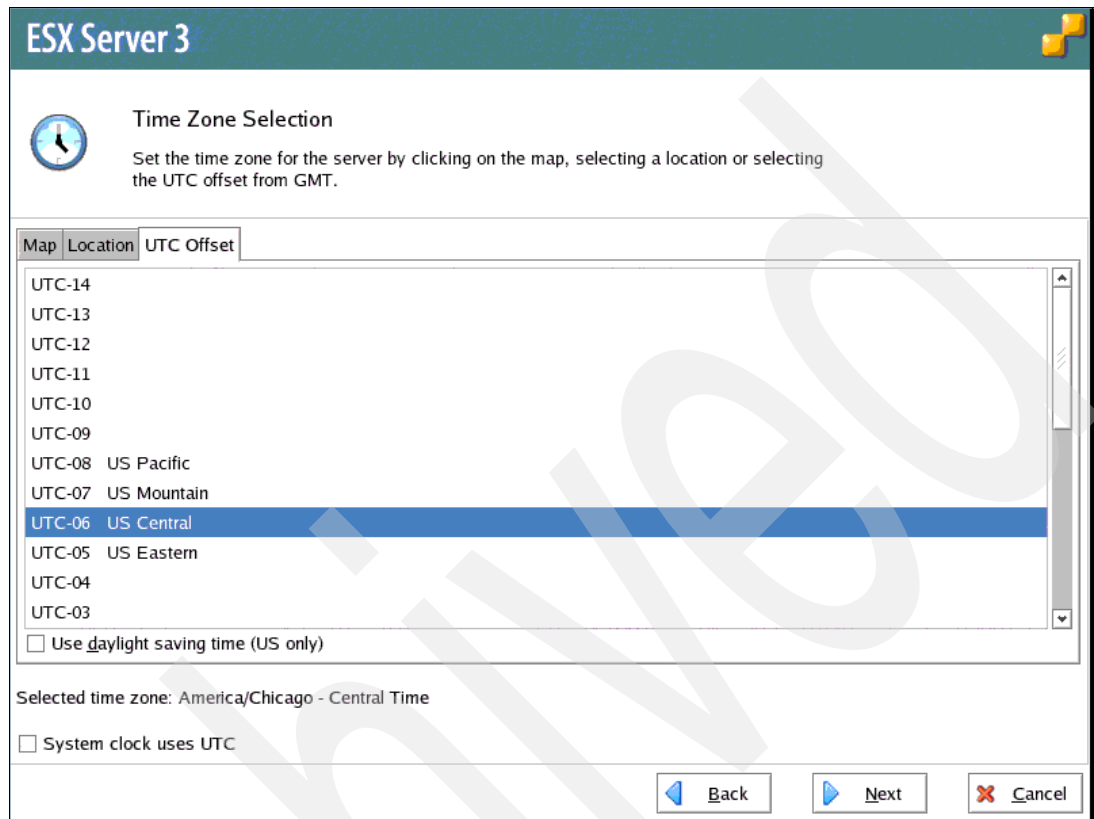 ESX Server 3
Time Zone Selection
Set the time zone for the server by clicking on the map, selecting a location or selecting
the UTC offset from GMT.
Map Location UTC Offset
UTC-14
UTC-13
UTC-12
UTC-11
UTC-10
UTC-09
UTC-08 US Pacific
UTC-07 US Mountain
UTC-06 US Central
UTC-05 US Eastern
UTC-04
UTC-03
Use daylight saving time (US only)
Selected time zone: America/Chicago - Central Time
System clock uses UTC
Back Next Cancel
hived